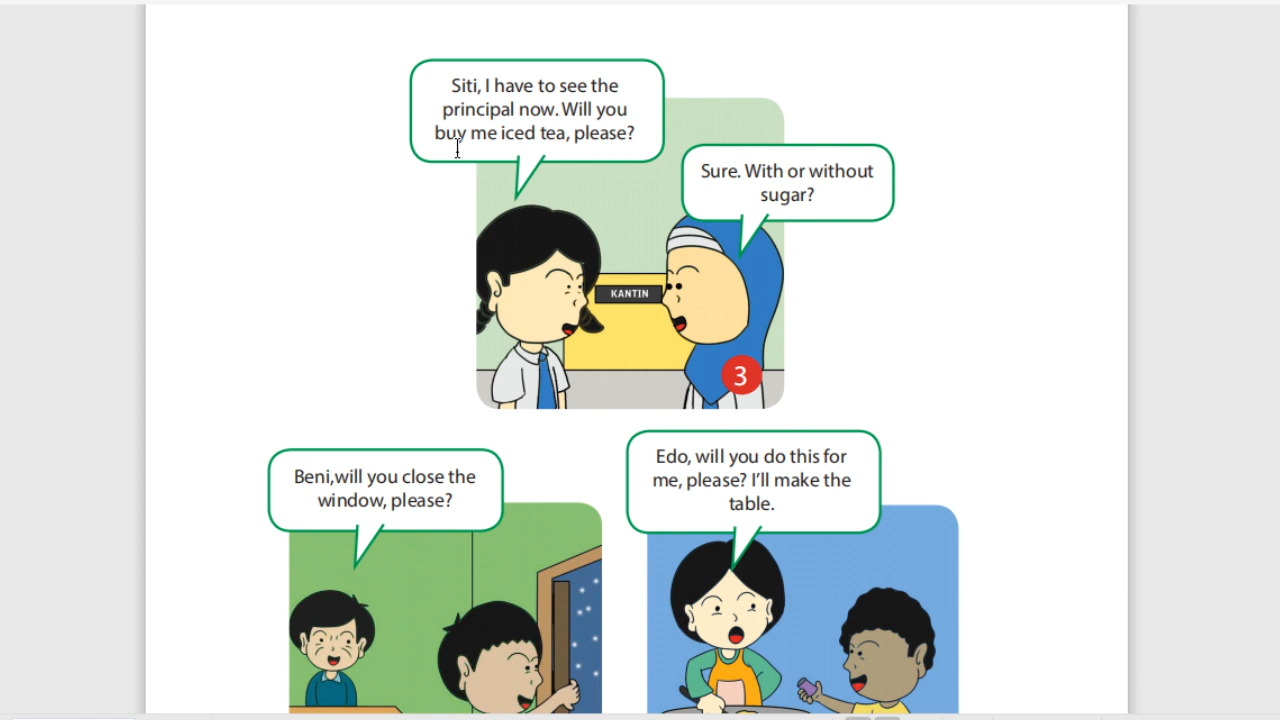 Siti, I have to see the
principal now. Will you
buy me iced tea, please?
Sure. With or without
sugar?
KANTIN
3
Beni,will you close the
window, please?
Edo, will you do this for
me, please? I'll make the
table.